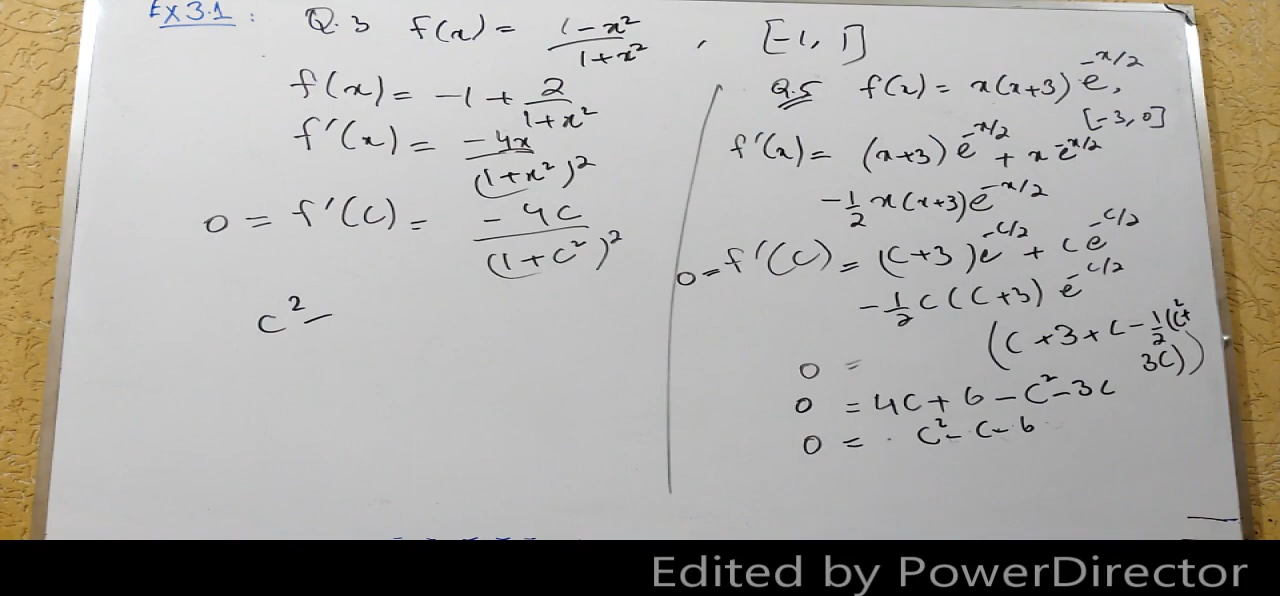 Ex 3.1 : Q.3 f(x) = (1-x²)/(1+x²) , [-1, 1]
f(x) = -1 + 2/(1+x²)
f'(x) = -4x/(1+x²)²
0 = f'(c) = -4c/(1+c²)²
c² -
Q.5 f(x) = x(x+3) e^{-x/2},
[-3, 0]
f'(x) = (x+3) e^{-x/2} + x e^{-x/2}
-1/2 x(x+3) e^{-x/2}
0 = f'(c) = (c+3) e^{-c/2} + c e^{-c/2}
-1/2 c(c+3) e^{-c/2}
0 = (c+3+c-1/2(c²+
3c))
0 = 4c+6-c²-3c
0 = c²-c-6
Edited by PowerDirector